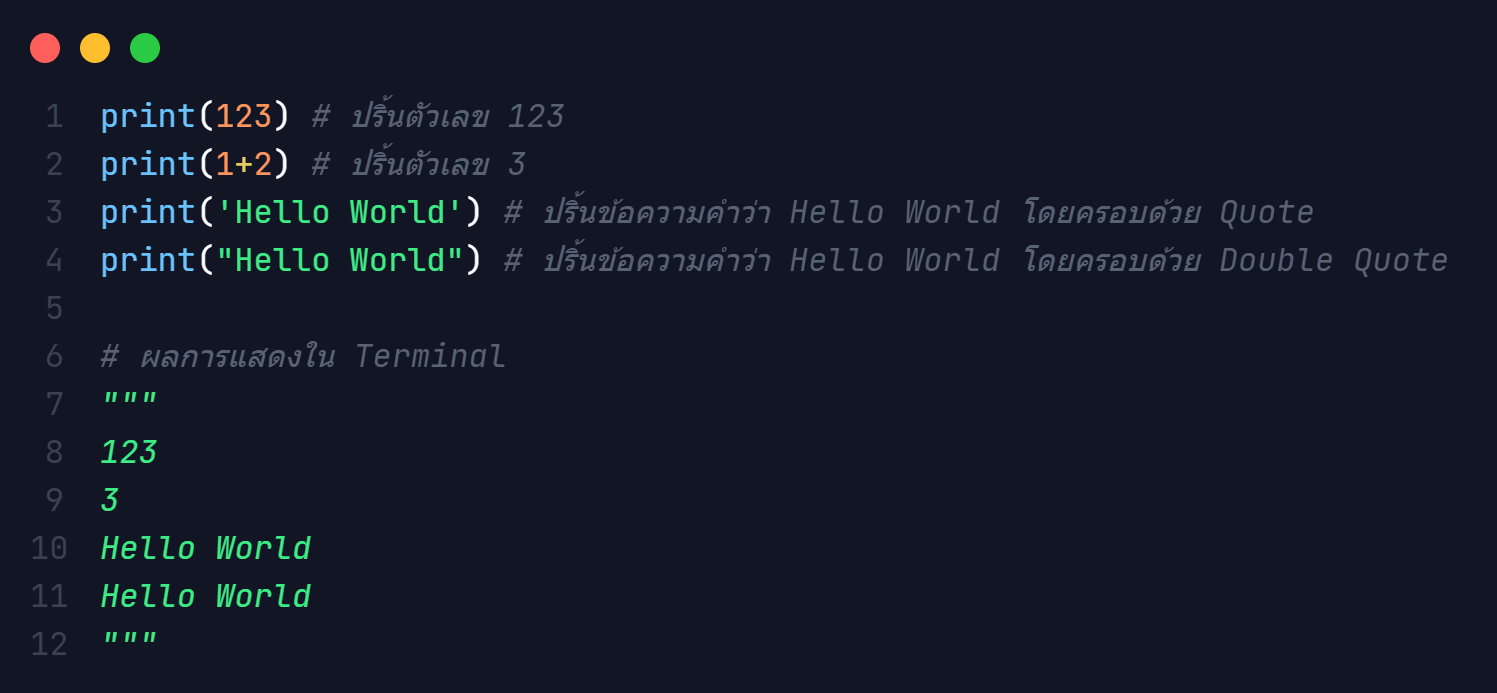 1 print(123) # ปริ้นตัวเลข 123
2 print(1+2) # ปริ้นตัวเลข 3
3 print('Hello World') # ปริ้นข้อความคำว่า Hello World โดยครอบด้วย Quote
4 print("Hello World") # ปริ้นข้อความคำว่า Hello World โดยครอบด้วย Double Quote
5
6 # ผลการแสดงใน Terminal
7 """
8 123
9 3
10 Hello World
11 Hello World
12 """